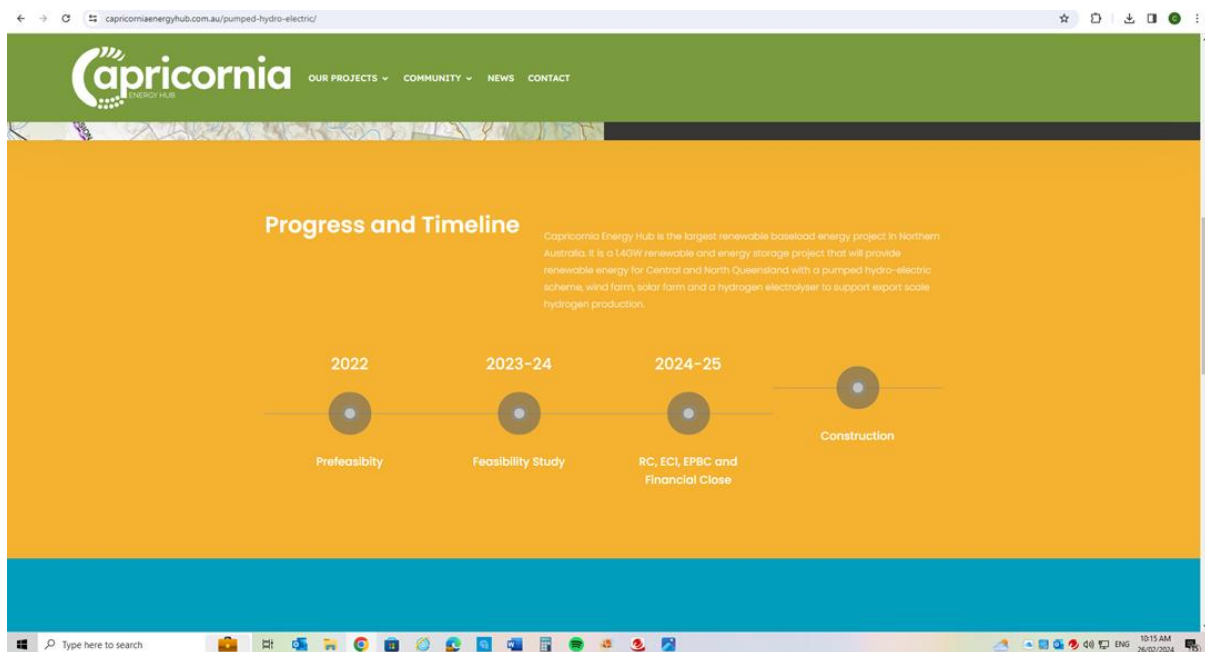 capricorniaenergyhub.com.au/pumped-hydro-electric/
C
Capricornia
ENERGY HUB
OUR PROJECTS
COMMUNITY
NEWS
CONTACT
Progress and Timeline
Capricornia Energy Hub is the largest renewable baseload energy project in Northern
Australia. It is a 1.4GW renewable and energy storage project that will provide
renewable energy for Central and North Queensland with a pumped hydro-electric
scheme, wind farm, solar farm and a hydrogen electrolyser to support export scale
hydrogen production.
2022
2023-24
2024-25
Prefeasibity
Feasibility Study
RC, ECI, EPBC and
Financial Close
Construction
Type here to search
ENG
10:15 AM
26/02/2024